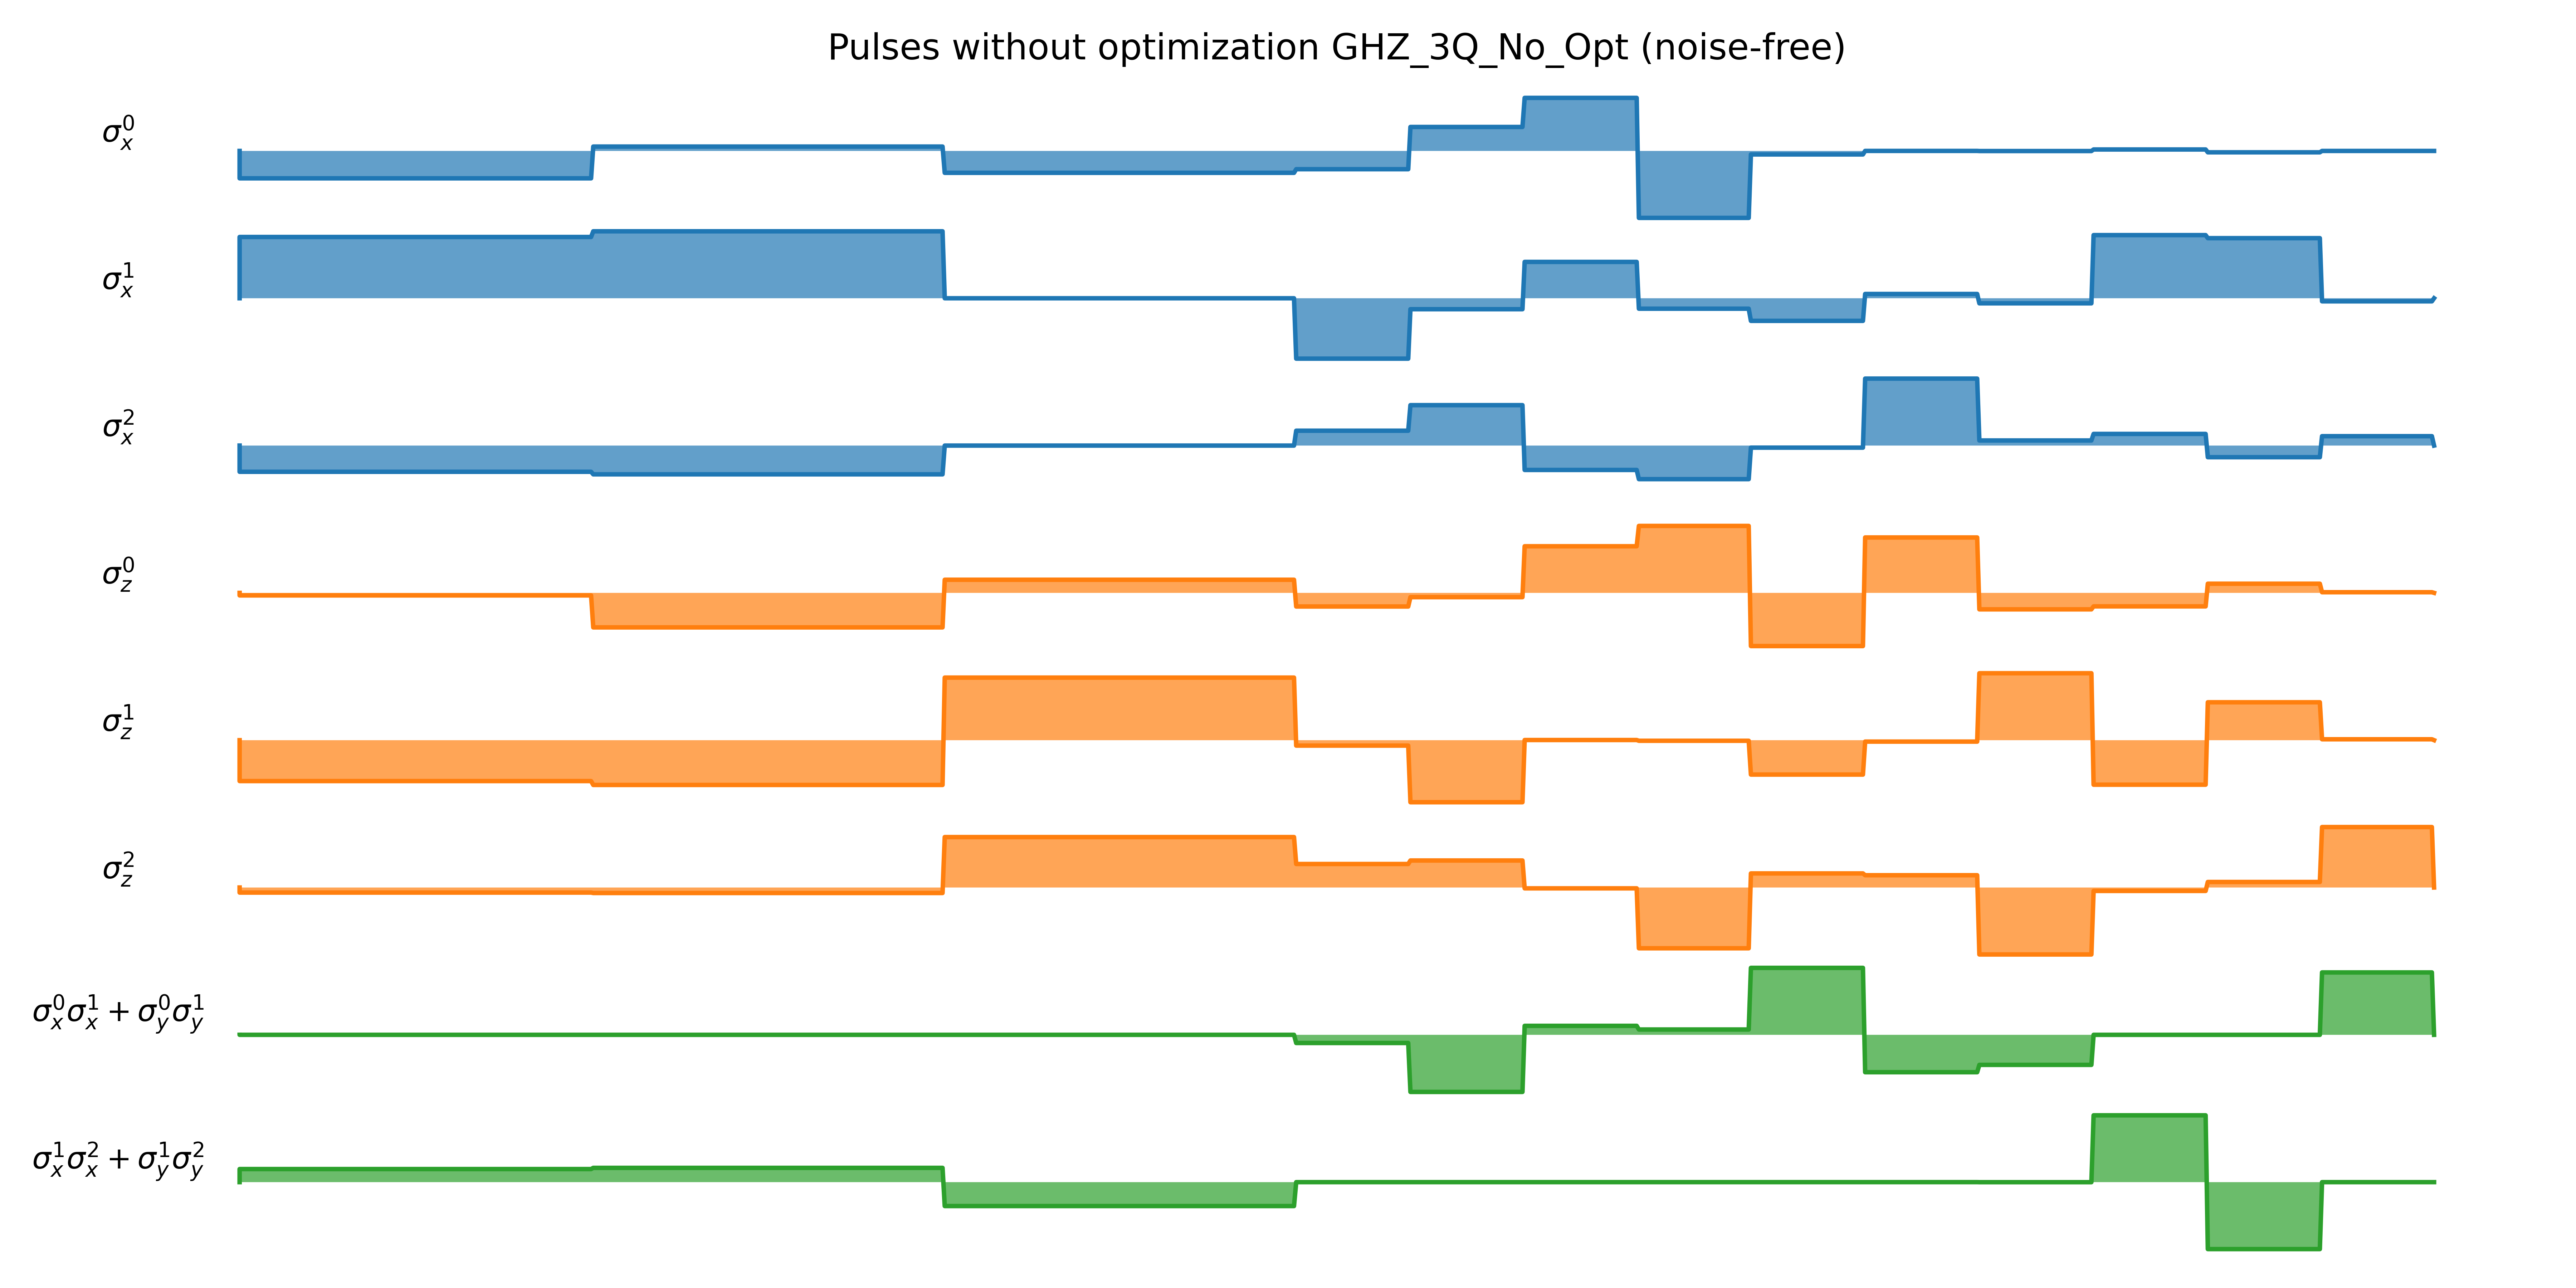 Pulses without optimization GHZ_3Q_No_Opt (noise-free)
σ_x^0
σ_x^1
σ_x^2
σ_z^0
σ_z^1
σ_z^2
σ_x^0σ_x^1 + σ_y^0σ_y^1
σ_x^1σ_x^2 + σ_y^1σ_y^2